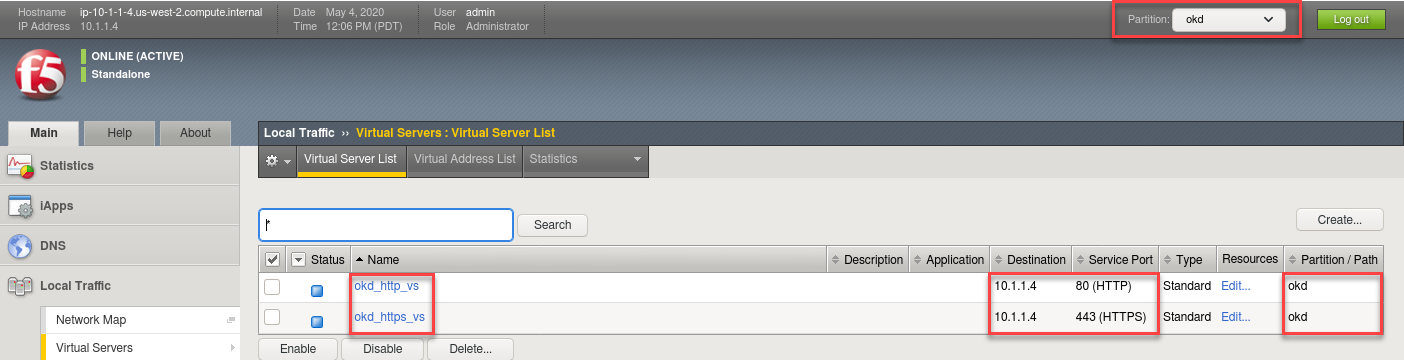 Hostname ip-10-1-1-4.us-west-2.compute.internal Date May 4, 2020 User admin Partition: okd Log out
IP Address 10.1.1.4 Time 12:06 PM (PDT) Role Administrator
f5
ONLINE (ACTIVE)
Standalone
Main Help About
Local Traffic ›› Virtual Servers : Virtual Server List
Virtual Server List Virtual Address List Statistics
Statistics
iApps
DNS
Local Traffic
Network Map
Virtual Servers
* Search Create...
Status Name Description Application Destination Service Port Type Resources Partition / Path
okd_http_vs 10.1.1.4 80 (HTTP) Standard Edit... okd
okd_https_vs 10.1.1.4 443 (HTTPS) Standard Edit... okd
Enable Disable Delete...